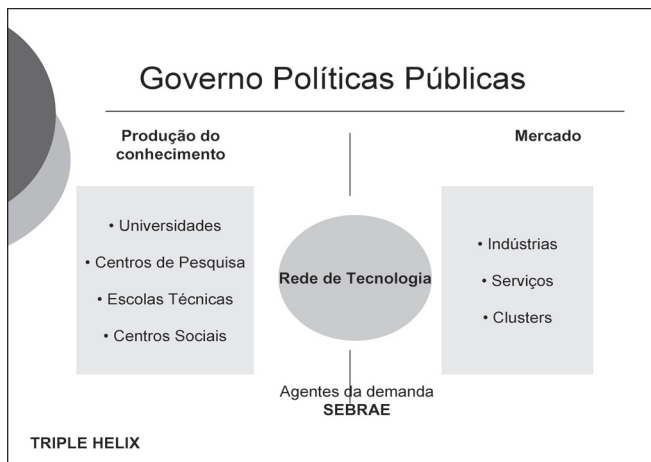 Governo Políticas Públicas
Produção do
conhecimento
Mercado
• Universidades
• Centros de Pesquisa
• Escolas Técnicas
• Centros Sociais
Rede de Tecnologia
• Indústrias
• Serviços
• Clusters
Agentes da demanda
SEBRAE
TRIPLE HELIX